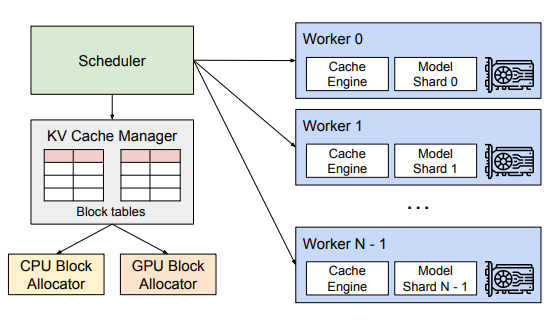 Scheduler
KV Cache Manager
Block tables
CPU Block
Allocator
GPU Block
Allocator
Worker 0
Cache
Engine
Model
Shard 0
Worker 1
Cache
Engine
Model
Shard 1
...
Worker N - 1
Cache
Engine
Model
Shard N - 1